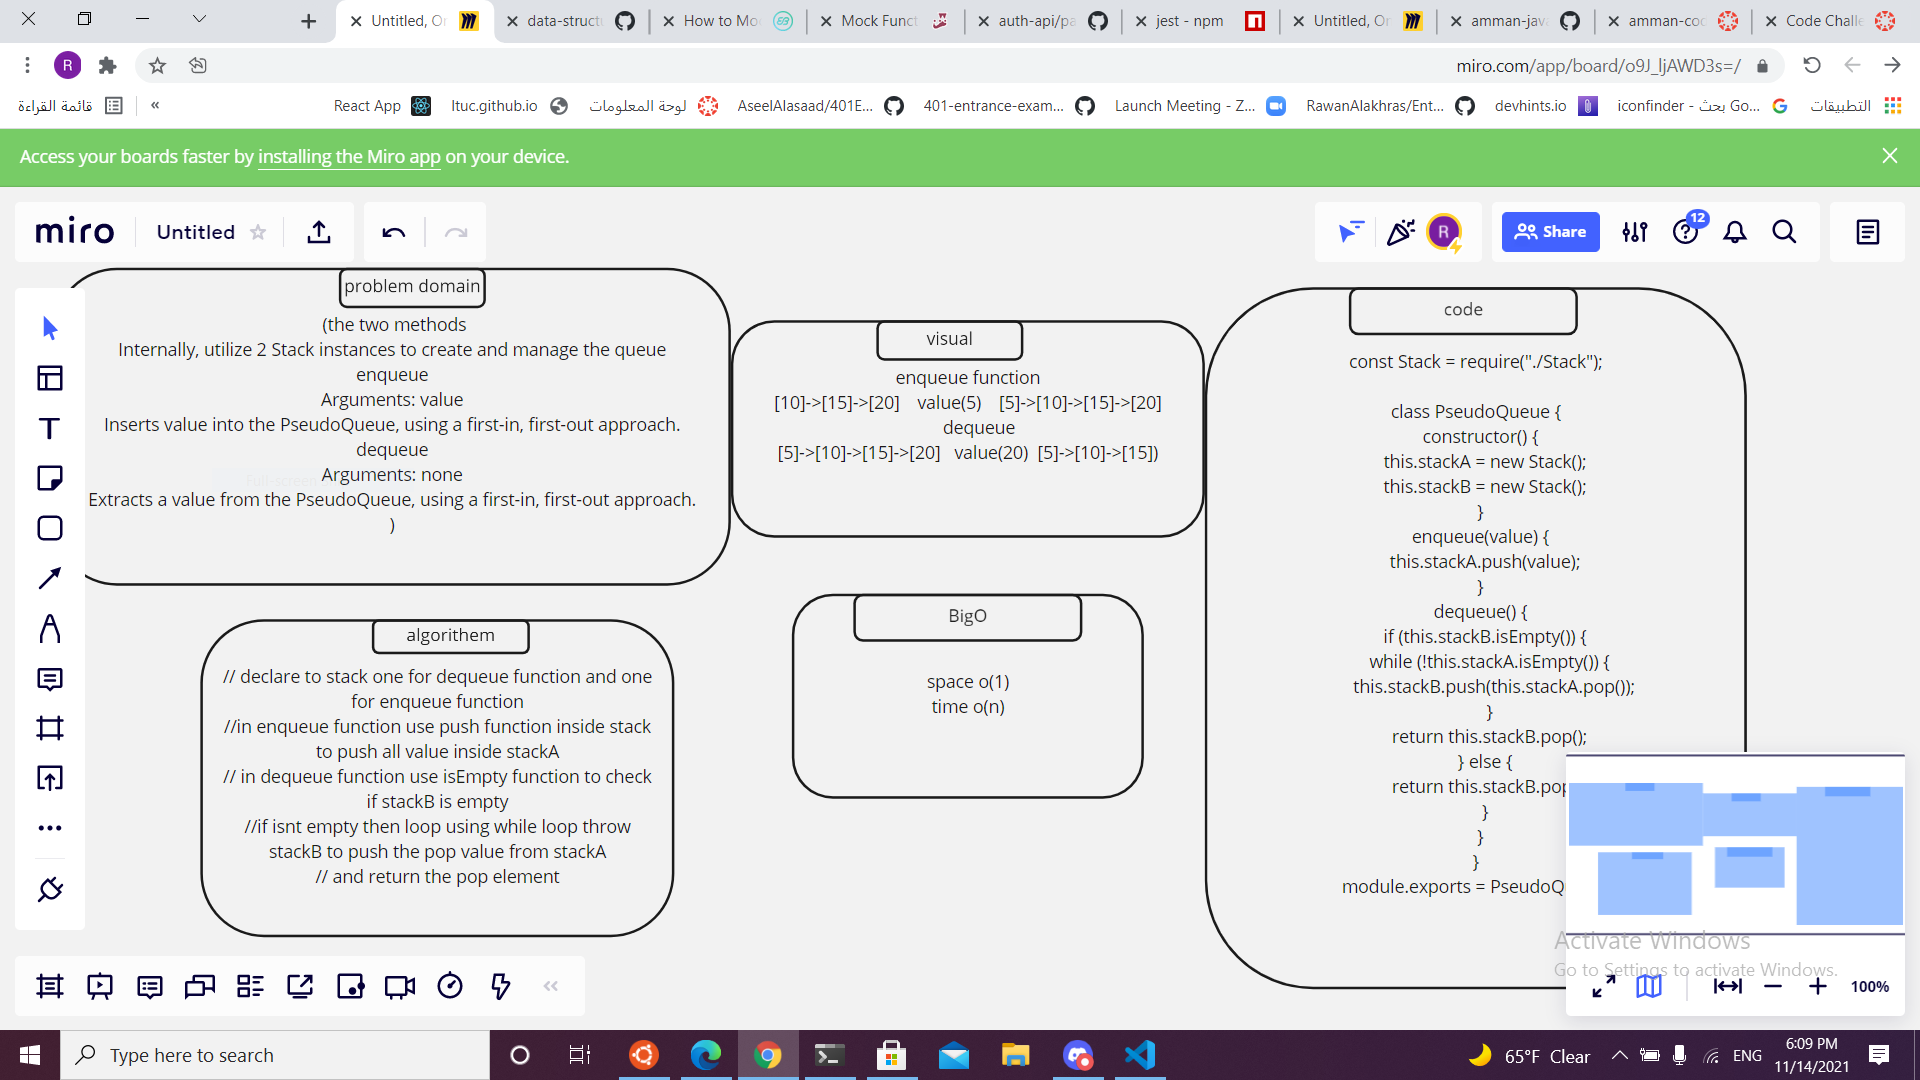 Untitled, On
data-structu
How to Moc
Mock Funct
auth-api/pa
jest - npm
Untitled, On
amman-java
amman-cod
Code Challe
R
miro.com/app/board/o9J_ljAWD3s=/
قائمة القراءة
«
React App
ltuc.github.io
لوحة المعلومات
AseelAlasaad/401E...
401-entrance-exam...
Launch Meeting - Z...
RawanAlakhras/Ent...
devhints.io
iconfinder - بحث Go...
التطبيقات
Access your boards faster by installing the Miro app on your device.
miro
Untitled
R
Share
12
problem domain
(the two methods
Internally, utilize 2 Stack instances to create and manage the queue
enqueue
Arguments: value
Inserts value into the PseudoQueue, using a first-in, first-out approach.
dequeue
Arguments: none
Full-screen
Extracts a value from the PseudoQueue, using a first-in, first-out approach.
)
visual
enqueue function
[10]->[15]->[20] value(5) [5]->[10]->[15]->[20]
dequeue
[5]->[10]->[15]->[20] value(20) [5]->[10]->[15])
code
const Stack = require("./Stack");
class PseudoQueue {
constructor() {
this.stackA = new Stack();
this.stackB = new Stack();
}
enqueue(value) {
this.stackA.push(value);
}
dequeue() {
if (this.stackB.isEmpty()) {
while (!this.stackA.isEmpty()) {
this.stackB.push(this.stackA.pop());
}
return this.stackB.pop();
} else {
return this.stackB.pop
}
}
}
module.exports = PseudoQ
algorithem
// declare to stack one for dequeue function and one
for enqueue function
//in enqueue function use push function inside stack
to push all value inside stackA
// in dequeue function use isEmpty function to check
if stackB is empty
//if isnt empty then loop using while loop throw
stackB to push the pop value from stackA
// and return the pop element
BigO
space o(1)
time o(n)
Activate Windows
Go to Settings to activate Windows.
100%
Type here to search
65°F Clear
ENG
6:09 PM
11/14/2021